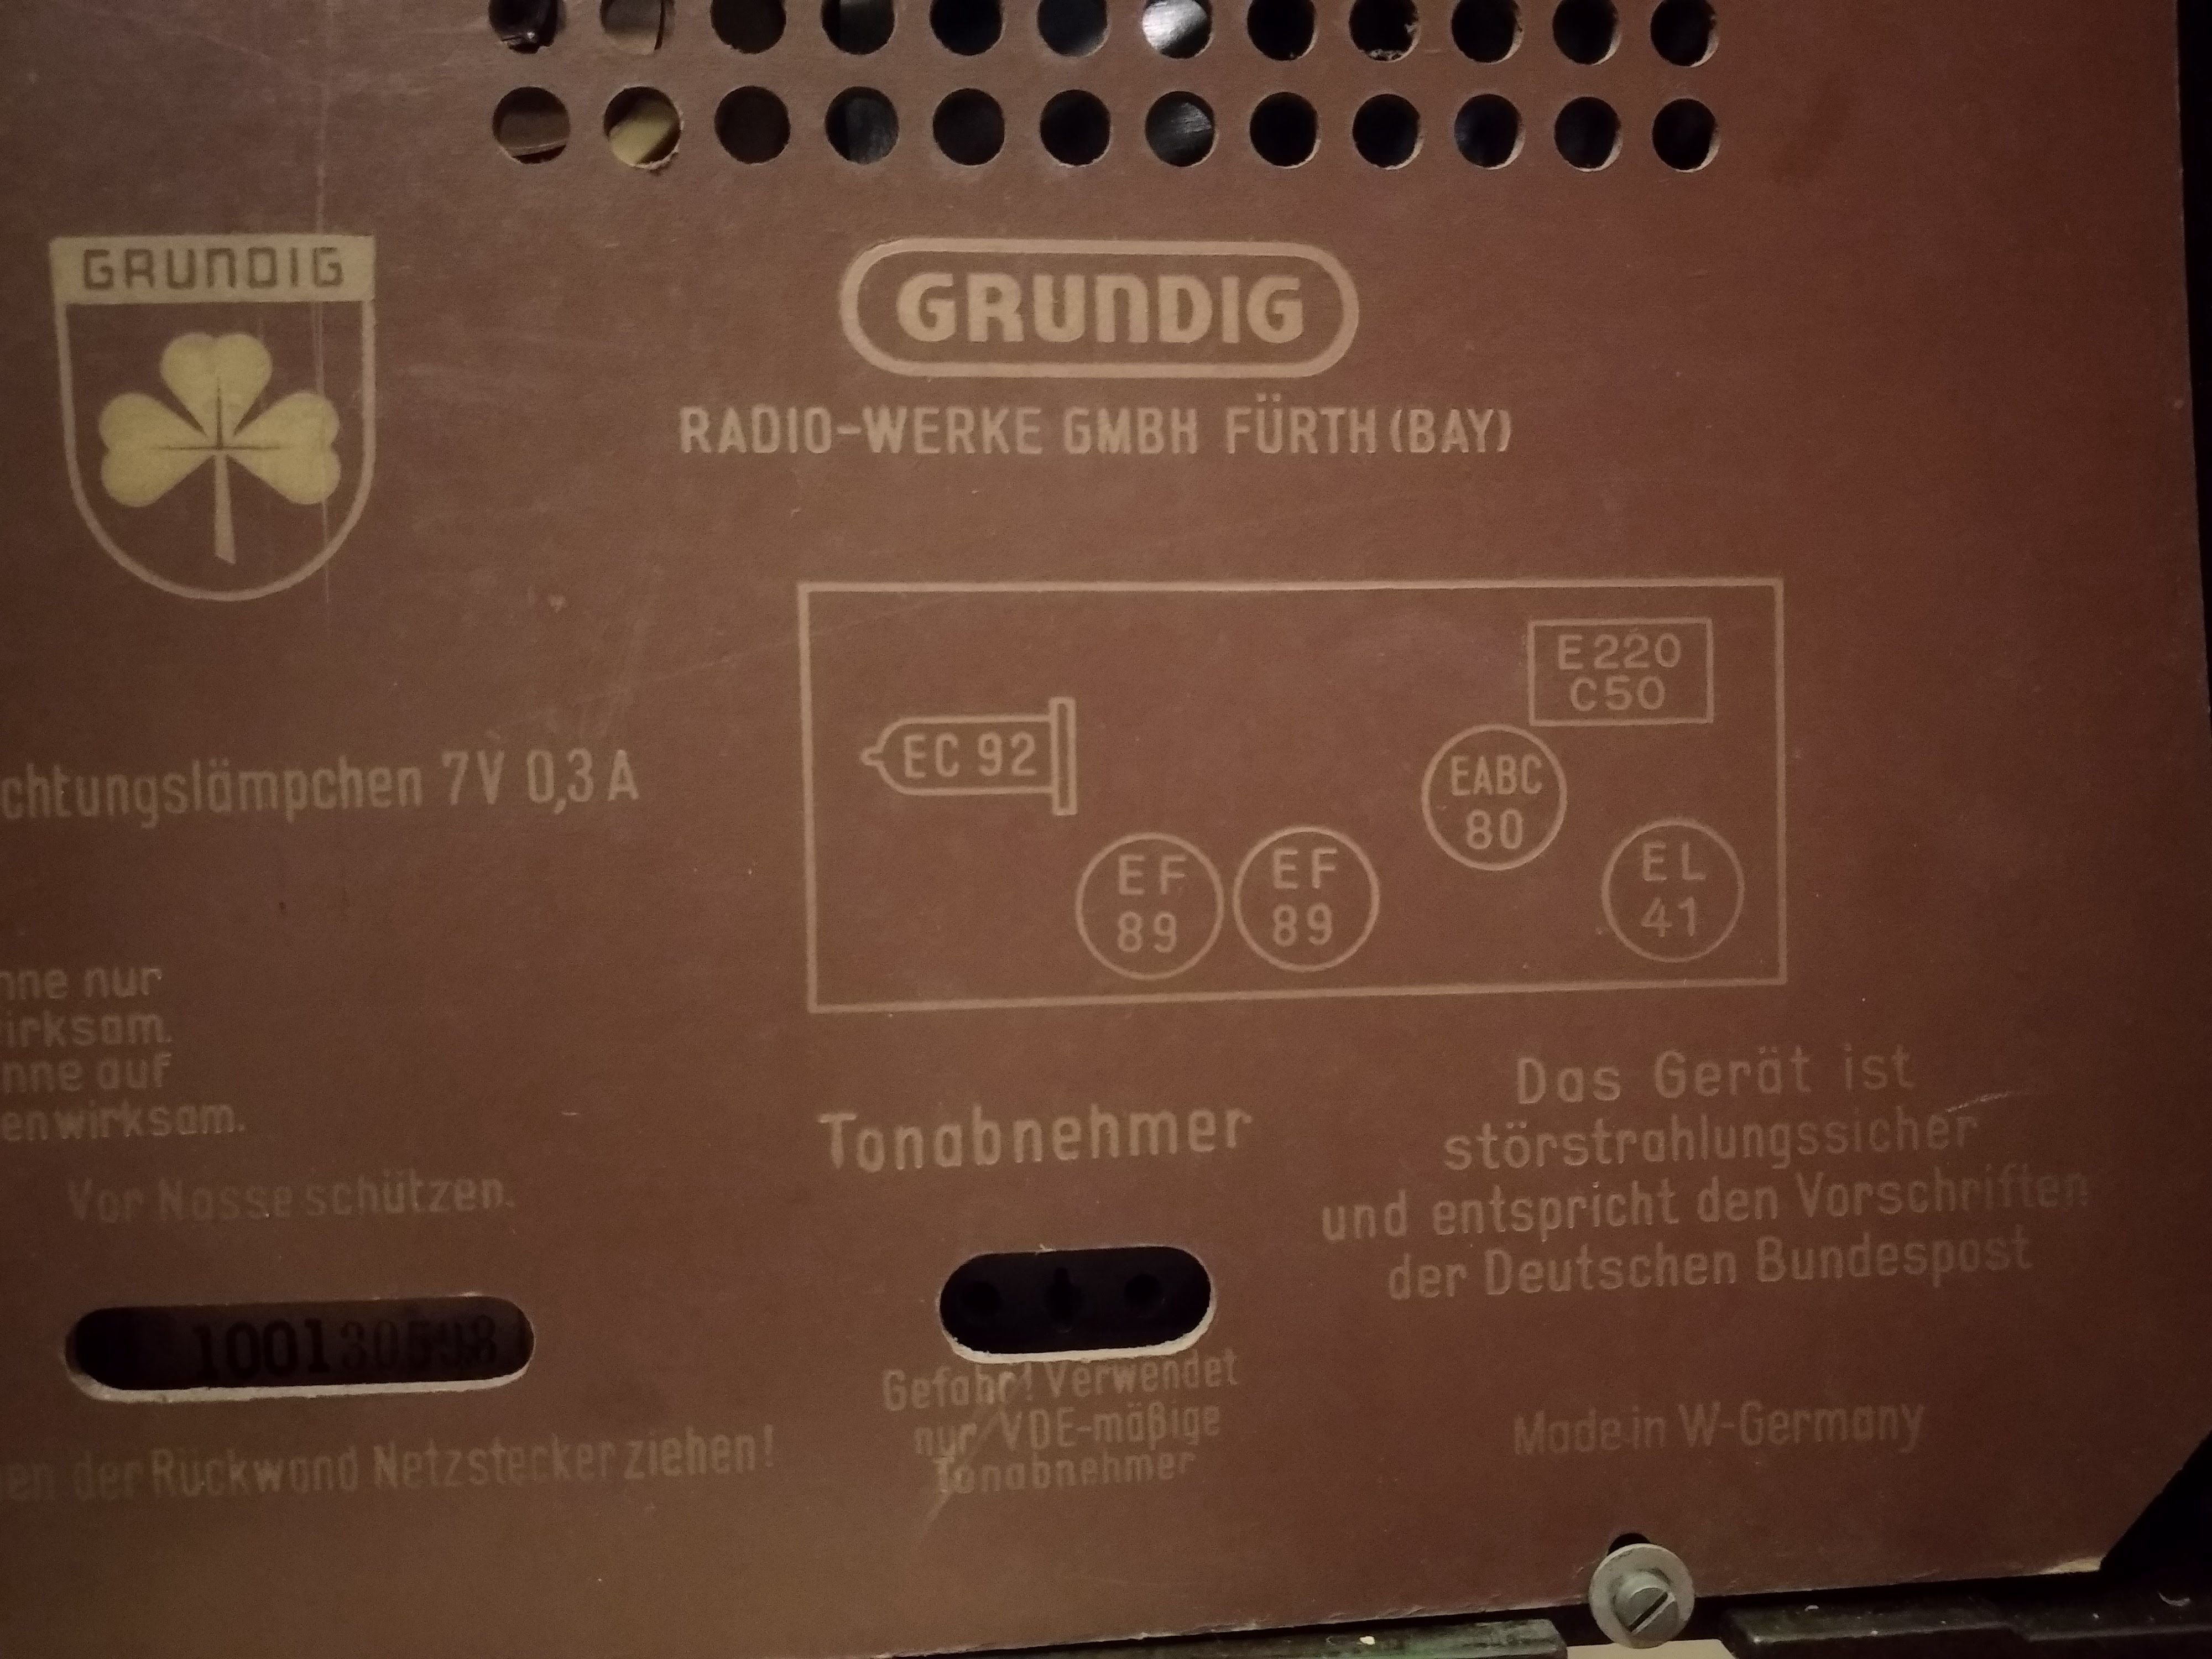 GRUNDIG
GRUNDIG
RADIO-WERKE GMBH FÜRTH (BAY)
E220
C50
EC 92
EABC
80
EF
89
EF
89
EL
41
chtungslämpchen 7V 0,3 A
nne nur
irksam.
nne auf
enwirksam.
Vor Nässe schützen.
Tonabnehmer
Das Gerät ist
störstrahlungssicher
und entspricht den Vorschriften
der Deutschen Bundespost
100130598
Gefahr! Verwendet
nur VDE-mäßige
Tonabnehmer
en der Rückwand Netzstecker ziehen!
Made in W-Germany